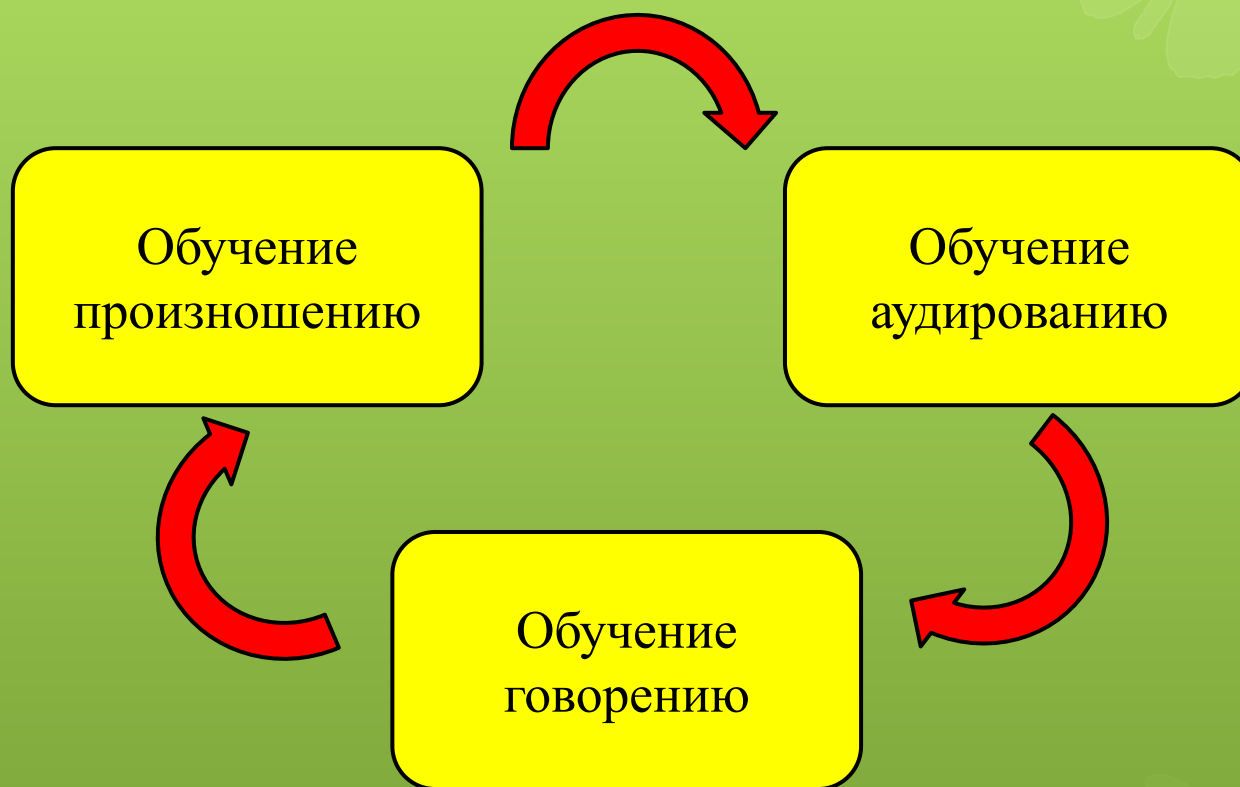 Обучение
произношению
Обучение
аудированию
Обучение
говорению